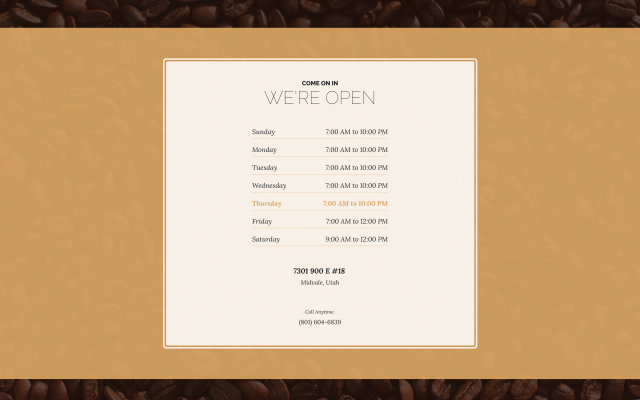 COME ON IN
WE'RE OPEN
Sunday 7:00 AM to 10:00 PM
Monday 7:00 AM to 10:00 PM
Tuesday 7:00 AM to 10:00 PM
Wednesday 7:00 AM to 10:00 PM
Thursday 7:00 AM to 10:00 PM
Friday 7:00 AM to 12:00 PM
Saturday 9:00 AM to 12:00 PM
7301 900 E #18
Midvale, Utah
Call Anytime
(801) 604-6839